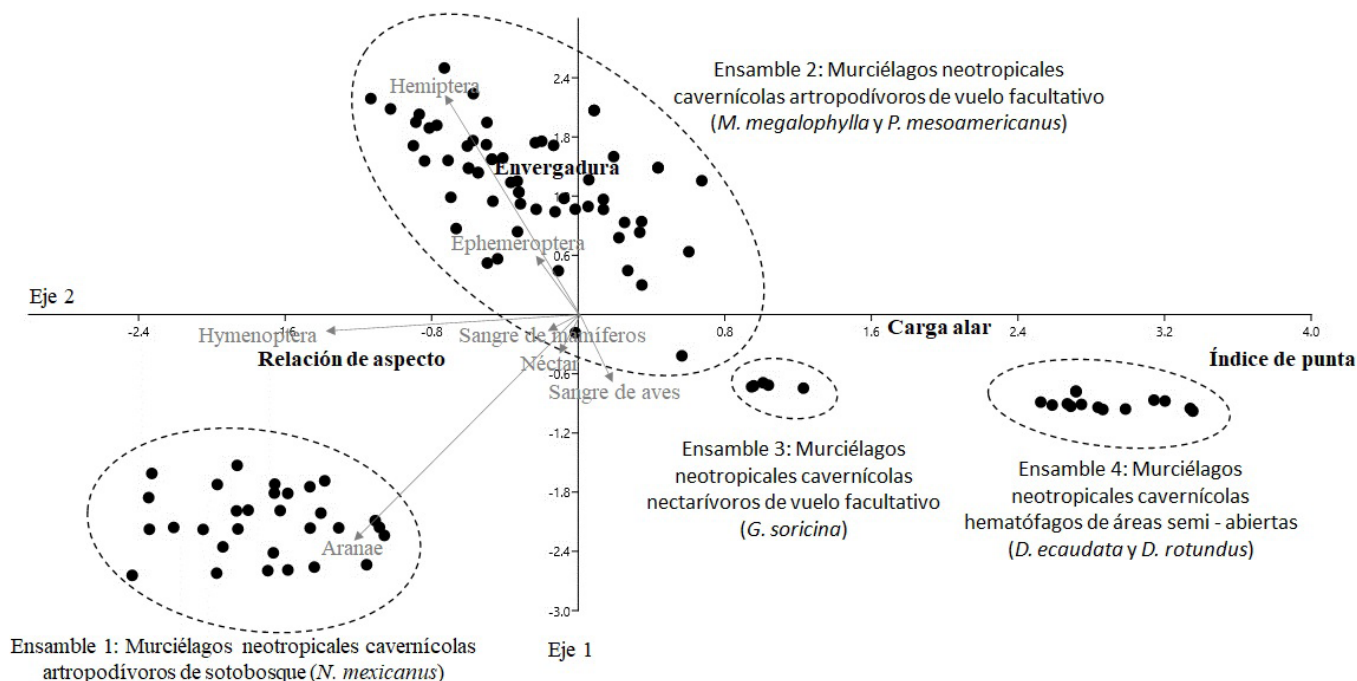 2.4
Hemiptera
Ensamble 2: Murciélagos neotropicales
cavernícolas artropodívoros de vuelo facultativo
(M. megalophylla y P. mesoamericanus)
1.8
Envergadura
1.2
Ephemeroptera
0.6
Eje 2
-2.4
-1.6
-0.8
0.8
1.6
2.4
3.2
4.0
Hymenoptera
Sangre de mamíferos
Carga alar
Relación de aspecto
Néctar
-0.6
Índice de punta
Sangre de aves
-1.2
Ensamble 3: Murciélagos
neotropicales cavernícolas
nectarívoros de vuelo facultativo
(G. soricina)
Ensamble 4: Murciélagos
neotropicales cavernícolas
hematófagos de áreas semi - abiertas
(D. ecaudata y D. rotundus)
-1.8
Aranae
-2.4
-3.0
Ensamble 1: Murciélagos neotropicales cavernícolas
artropodívoros de sotobosque (N. mexicanus)
Eje 1